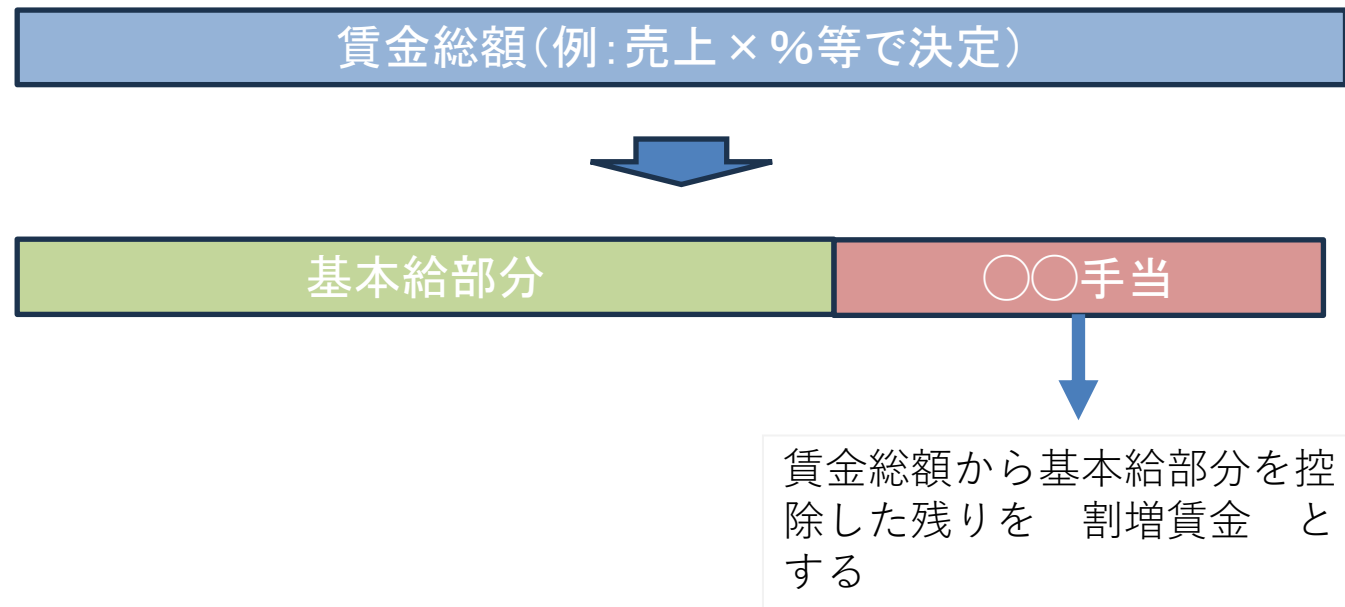 賃金総額(例:売上×%等で決定)
基本給部分
○○手当
賃金総額から基本給部分を控
除した残りを　割増賃金　と
する